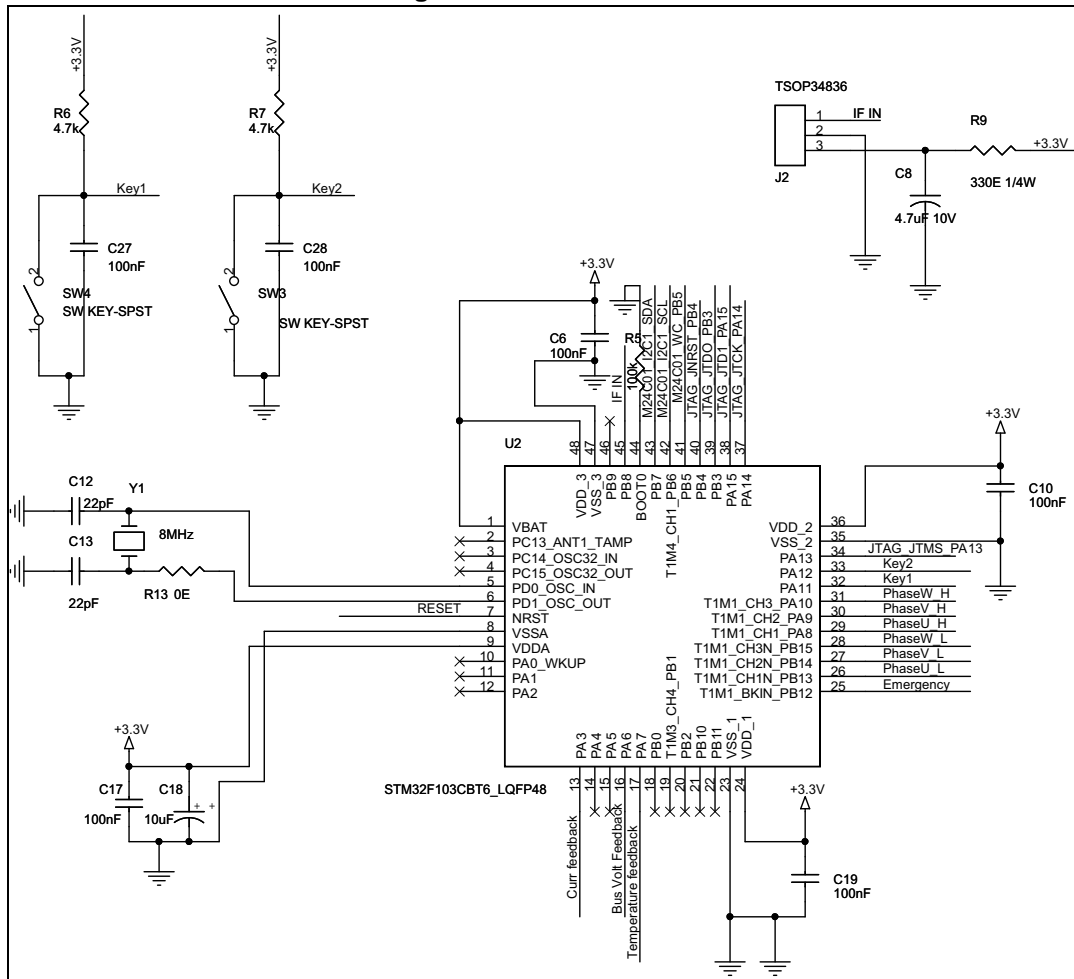 +3.3V
+3.3V
R6
4.7k
R7
4.7k
Key1
Key2
C27
100nF
C28
100nF
2
1
SW4
SW KEY-SPST
2
1
SW3
SW KEY-SPST
TSOP34836
1
2
3
IF IN
J2
R9
330E 1/4W
+3.3V
C8
4.7uF 10V
+3.3V
C6
100nF
R5
100k
IF IN
M24C01_I2C1_SDA
M24C01_I2C1_SCL
M24C01_WC_PB5
JTAG_JNRST_PB4
JTAG_JTDO_PB3
JTAG_JTD1_PA15
JTAG_JTCK_PA14
U2
48
47
46
45
44
43
42
41
40
39
38
37
VDD_3
VSS_3
PB9
PB8
BOOT0
PB7
T1M4_CH1_PB6
PB5
PB4
PB3
PA15
PA14
C12
22pF
Y1
8MHz
C13
22pF
R13 0E
RESET
1 VBAT
2 PC13_ANT1_TAMP
3 PC14_OSC32_IN
4 PC15_OSC32_OUT
5 PD0_OSC_IN
6 PD1_OSC_OUT
7 NRST
8 VSSA
9 VDDA
10 PA0_WKUP
11 PA1
12 PA2
VDD_2 36
VSS_2 35
PA13 34 JTAG_JTMS_PA13
PA12 33 Key2
PA11 32 Key1
T1M1_CH3_PA10 31 PhaseW_H
T1M1_CH2_PA9 30 PhaseV_H
T1M1_CH1_PA8 29 PhaseU_H
T1M1_CH3N_PB15 28 PhaseW_L
T1M1_CH2N_PB14 27 PhaseV_L
T1M1_CH1N_PB13 26 PhaseU_L
T1M1_BKIN_PB12 25 Emergency
+3.3V
C10
100nF
PA3
PA4
PA5
PA6
PA7
PB0
T1M3_CH4_PB1
PB2
PB10
PB11
VSS_1
VDD_1
13
14
15
16
17
18
19
20
21
22
23
24
STM32F103CBT6_LQFP48
Curr feedback
Bus Volt Feedback
Temperature feedback
+3.3V
C17
100nF
C18
10uF
+
+
+3.3V
C19
100nF